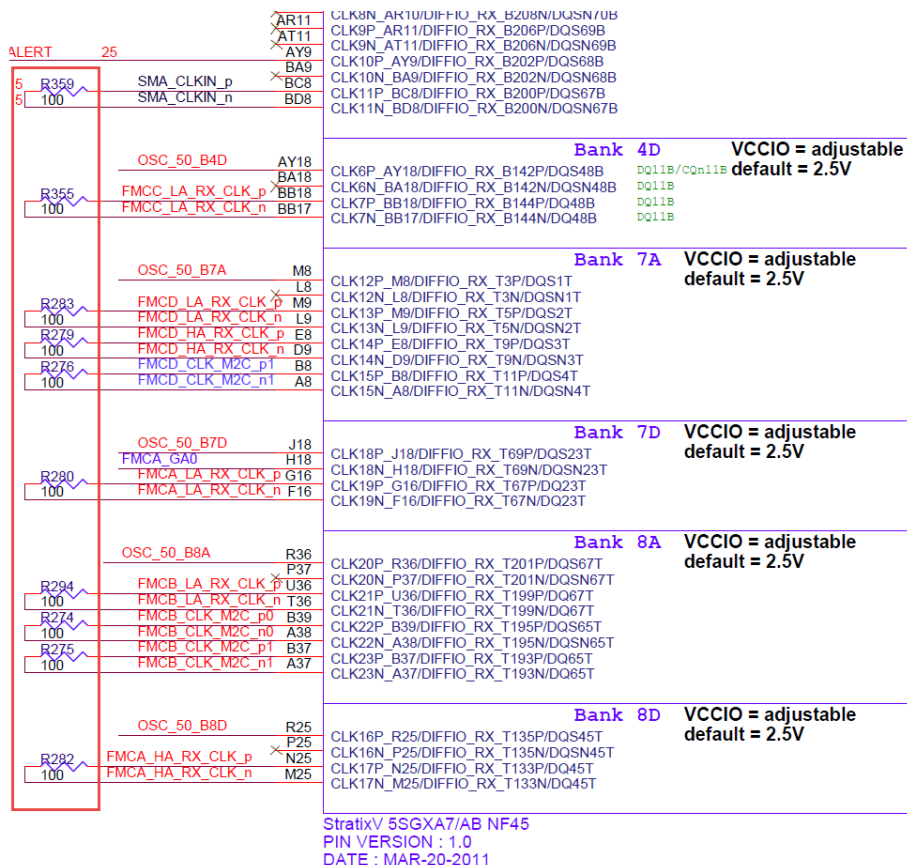 AR11 CLK8N_AR10/DIFFIO_RX_B208N/DQSN70B
AT11 CLK9P_AR11/DIFFIO_RX_B206P/DQS69B
ALERT 25 AY9 CLK9N_AT11/DIFFIO_RX_B206N/DQSN69B
BA9 CLK10P_AY9/DIFFIO_RX_B202P/DQS68B
5 R359 SMA_CLKIN_p BC8 CLK10N_BA9/DIFFIO_RX_B202N/DQSN68B
5 100 SMA_CLKIN_n BD8 CLK11P_BC8/DIFFIO_RX_B200P/DQS67B
CLK11N_BD8/DIFFIO_RX_B200N/DQSN67B
Bank 4D VCCIO = adjustable
OSC_50_B4D AY18 CLK6P_AY18/DIFFIO_RX_B142P/DQS48B DQ11B/CQn11B default = 2.5V
BA18 CLK6N_BA18/DIFFIO_RX_B142N/DQSN48B DQ11B
R355 FMCC_LA_RX_CLK_p BB18 CLK7P_BB18/DIFFIO_RX_B144P/DQ48B DQ11B
100 FMCC_LA_RX_CLK_n BB17 CLK7N_BB17/DIFFIO_RX_B144N/DQ48B DQ11B
Bank 7A VCCIO = adjustable
default = 2.5V
OSC_50_B7A M8 CLK12P_M8/DIFFIO_RX_T3P/DQS1T
L8 CLK12N_L8/DIFFIO_RX_T3N/DQSN1T
R283 FMCD_LA_RX_CLK_p M9 CLK13P_M9/DIFFIO_RX_T5P/DQS2T
100 FMCD_LA_RX_CLK_n L9 CLK13N_L9/DIFFIO_RX_T5N/DQSN2T
R279 FMCD_HA_RX_CLK_p E8 CLK14P_E8/DIFFIO_RX_T9P/DQS3T
100 FMCD_HA_RX_CLK_n D9 CLK14N_D9/DIFFIO_RX_T9N/DQSN3T
R276 FMCD_CLK_M2C_p1 B8 CLK15P_B8/DIFFIO_RX_T11P/DQS4T
100 FMCD_CLK_M2C_n1 A8 CLK15N_A8/DIFFIO_RX_T11N/DQSN4T
Bank 7D VCCIO = adjustable
default = 2.5V
OSC_50_B7D J18 CLK18P_J18/DIFFIO_RX_T69P/DQS23T
FMCA_GA0 H18 CLK18N_H18/DIFFIO_RX_T69N/DQSN23T
R280 FMCA_LA_RX_CLK_p G16 CLK19P_G16/DIFFIO_RX_T67P/DQ23T
100 FMCA_LA_RX_CLK_n F16 CLK19N_F16/DIFFIO_RX_T67N/DQ23T
Bank 8A VCCIO = adjustable
default = 2.5V
OSC_50_B8A R36 CLK20P_R36/DIFFIO_RX_T201P/DQS67T
P37 CLK20N_P37/DIFFIO_RX_T201N/DQSN67T
R294 FMCB_LA_RX_CLK_p U36 CLK21P_U36/DIFFIO_RX_T199P/DQ67T
100 FMCB_LA_RX_CLK_n T36 CLK21N_T36/DIFFIO_RX_T199N/DQ67T
R274 FMCB_CLK_M2C_p0 B39 CLK22P_B39/DIFFIO_RX_T195P/DQS65T
100 FMCB_CLK_M2C_n0 A38 CLK22N_A38/DIFFIO_RX_T195N/DQSN65T
R275 FMCB_CLK_M2C_p1 B37 CLK23P_B37/DIFFIO_RX_T193P/DQ65T
100 FMCB_CLK_M2C_n1 A37 CLK23N_A37/DIFFIO_RX_T193N/DQ65T
Bank 8D VCCIO = adjustable
default = 2.5V
OSC_50_B8D R25 CLK16P_R25/DIFFIO_RX_T135P/DQS45T
P25 CLK16N_P25/DIFFIO_RX_T135N/DQSN45T
R282 FMCA_HA_RX_CLK_p N25 CLK17P_N25/DIFFIO_RX_T133P/DQ45T
100 FMCA_HA_RX_CLK_n M25 CLK17N_M25/DIFFIO_RX_T133N/DQ45T
StratixV 5SGXA7/AB NF45
PIN VERSION : 1.0
DATE : MAR-20-2011